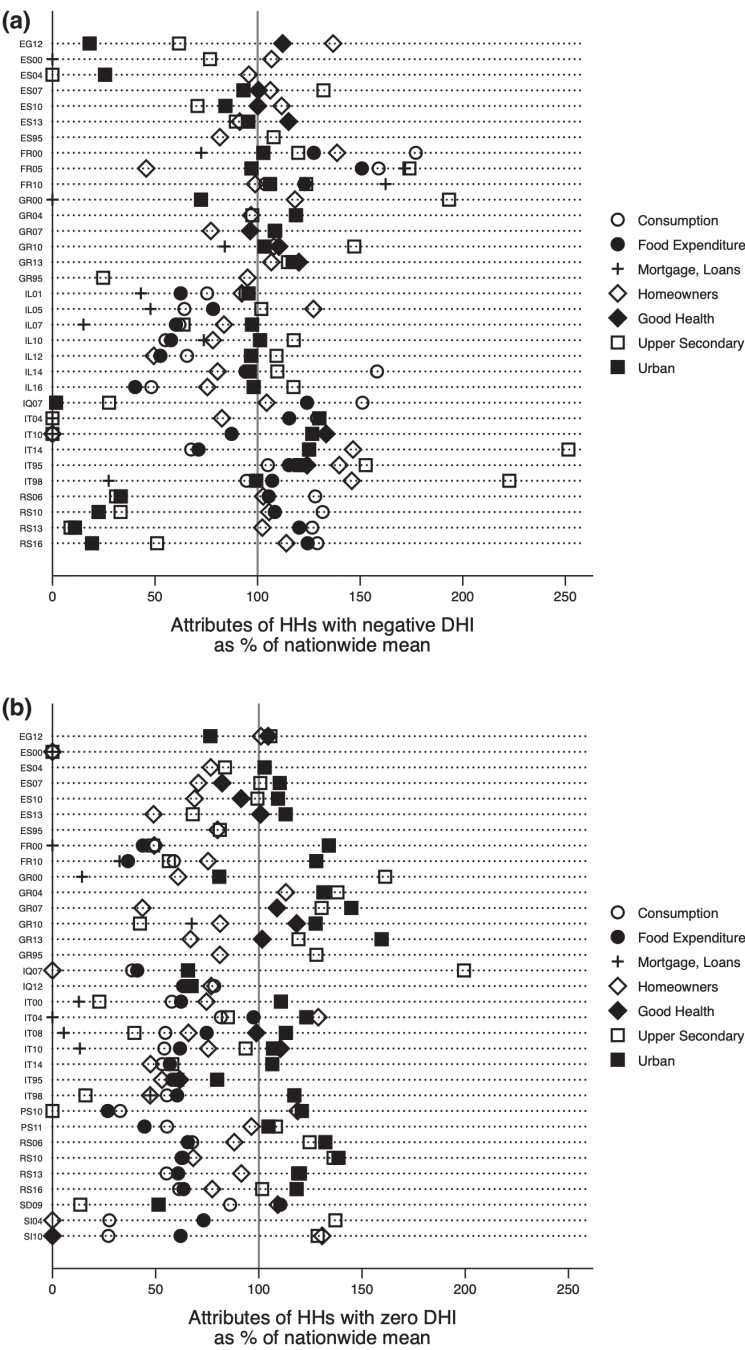 (a)
EG12
ES00
ES04
ES07
ES10
ES13
ES95
FR00
FR05
FR10
GR00
GR04
GR07
GR10
GR13
GR95
IL01
IL05
IL07
IL10
IL12
IL14
IL16
IQ07
IT04
IT10
IT14
IT95
IT98
RS06
RS10
RS13
RS16
0 50 100 150 200 250
Attributes of HHs with negative DHI
as % of nationwide mean
Consumption
Food Expenditure
Mortgage, Loans
Homeowners
Good Health
Upper Secondary
Urban
(b)
EG12
ES00
ES04
ES07
ES10
ES13
ES95
FR00
FR10
GR00
GR04
GR07
GR10
GR13
GR95
IQ07
IQ12
IT00
IT04
IT08
IT10
IT14
IT95
IT98
PS10
PS11
RS06
RS10
RS13
RS16
SD09
SI04
SI10
0 50 100 150 200 250
Attributes of HHs with zero DHI
as % of nationwide mean
Consumption
Food Expenditure
Mortgage, Loans
Homeowners
Good Health
Upper Secondary
Urban